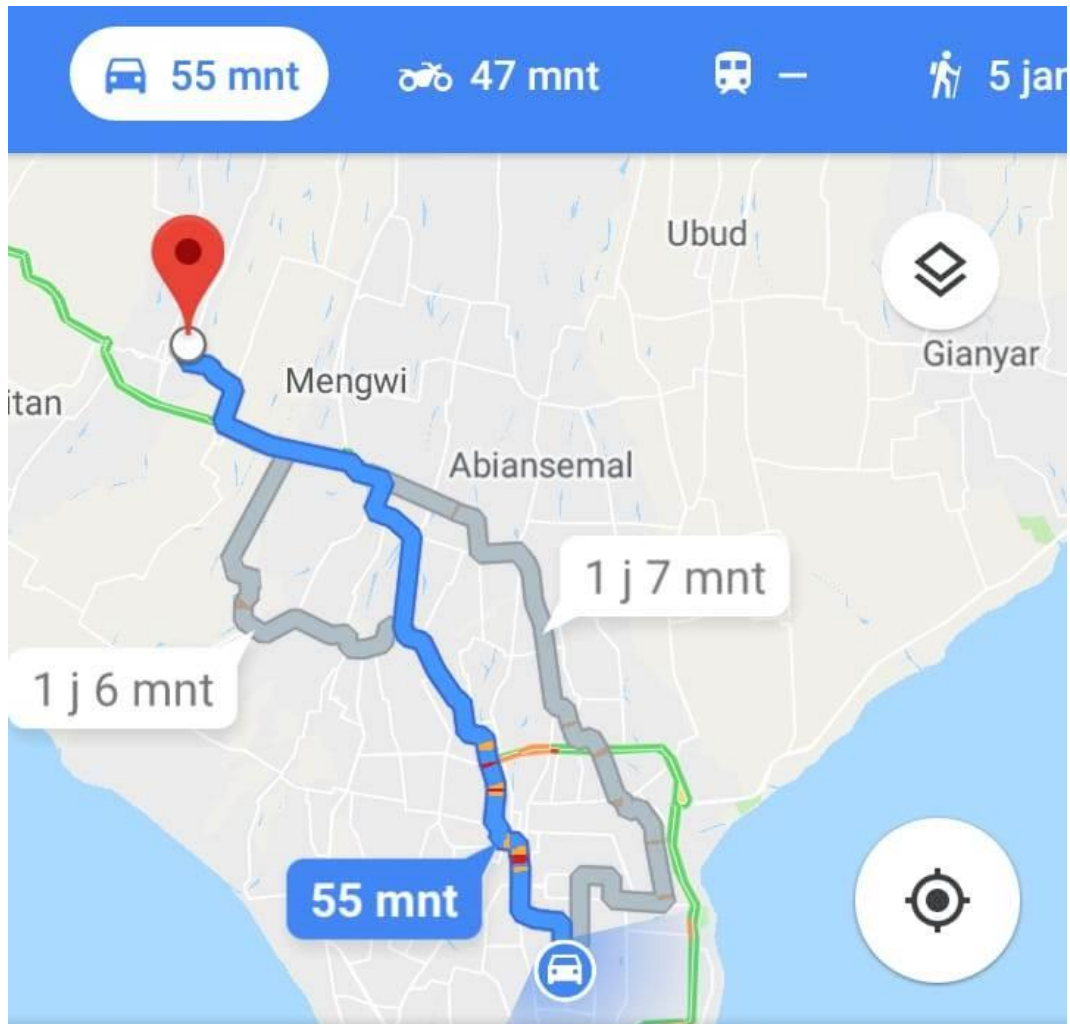 55 mnt 47 mnt — 5 jar
Ubud
Gianyar
Mengwi
itan
Abiansemal
1 j 7 mnt
1 j 6 mnt
55 mnt